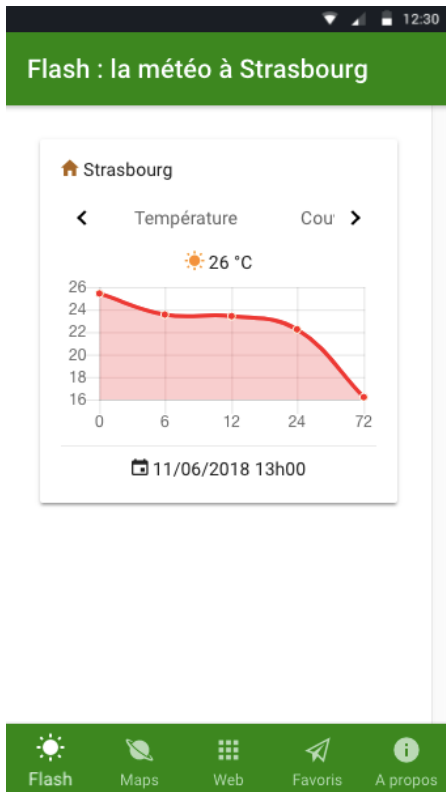 12:30
Flash : la météo à Strasbourg
Strasbourg
Température Cou
26 °C
26
24
22
20
18
16
0 6 12 24 72
11/06/2018 13h00
Flash Maps Web Favoris A propos